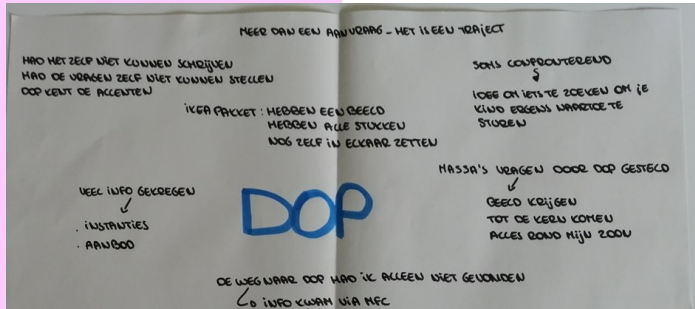 MEER DAN EEN AANVRAAG - HET IS EEN TRAJECT
HAD HET ZELF NIET KUNNEN SCHRIJVEN
HAD DE VRAGEN ZELF NIET KUNNEN STELLEN
DOP KENT DE ACCENTEN
SOMS CONFRONTEREND
IDEE OM IETS TE ZOEKEN OM JE
KIND ERGENS NAARTOE TE
STUREN
IKEA PAKKET: HEBBEN EEN BEELD
HEBBEN ALLE STUKKEN
NOG ZELF IN ELKAAR ZETTEN
MASSA'S VRAGEN DOOR DOP GESTELD
BEELD KRIJGEN
TOT DE KERN KOMEN
ALLES ROND MIJN ZOON
VEEL INFO GEKREGEN
. INSTANTIES
. AANBOD
DOP
DE WEG NAAR DOP HAD IK ALLEEN NIET GEVONDEN
INFO KWAM VIA MFC